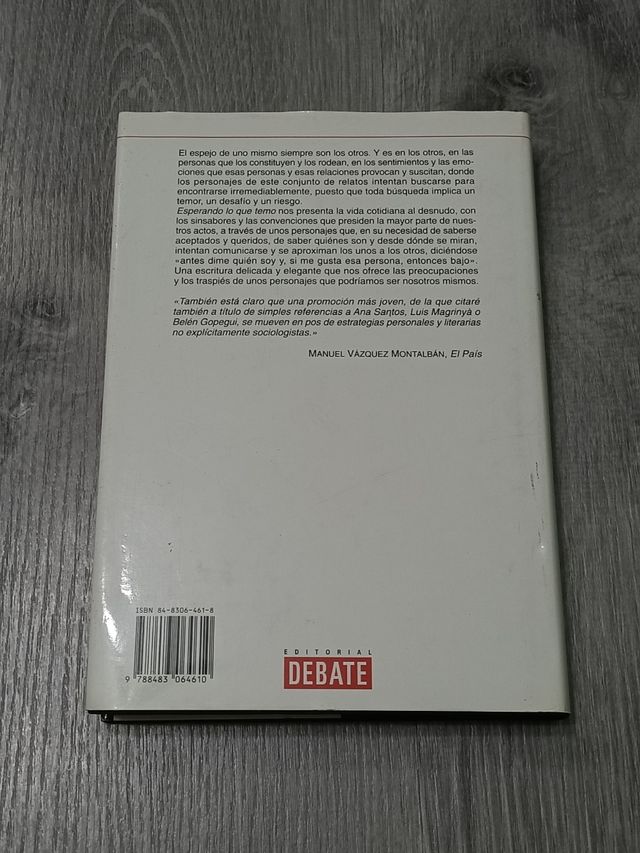 El espejo de uno mismo siempre son los otros. Y es en los otros, en las
personas que los constituyen y los rodean, en los sentimientos y las emo-
ciones que esas personas y esas relaciones provocan y suscitan, donde
los personajes de este conjunto de relatos intentan buscarse para
encontrarse irremediablemente, puesto que toda búsqueda implica un
temor, un desafío y un riesgo.
Esperando lo que temo nos presenta la vida cotidiana al desnudo, con
los sinsabores y las convenciones que presiden la mayor parte de nues-
tros actos, a través de unos personajes que, en su necesidad de saberse
aceptados y queridos, de saber quiénes son y desde dónde se miran,
intentan comunicarse y se aproximan los unos a los otros, diciéndose
«antes dime quién soy y, si me gusta esa persona, entonces bajo».
Una escritura delicada y elegante que nos ofrece las preocupaciones
y los traspiés de unos personajes que podríamos ser nosotros mismos.
«También está claro que una promoción más joven, de la que citaré
también a título de simples referencias a Ana Santos, Luis Magrinyà o
Belén Gopegui, se mueven en pos de estrategias personales y literarias
no explícitamente sociologistas.»
MANUEL VÁZQUEZ MONTALBÁN, El País
ISBN 84-8306-461-8
9 788483 064610
EDITORIAL
DEBATE